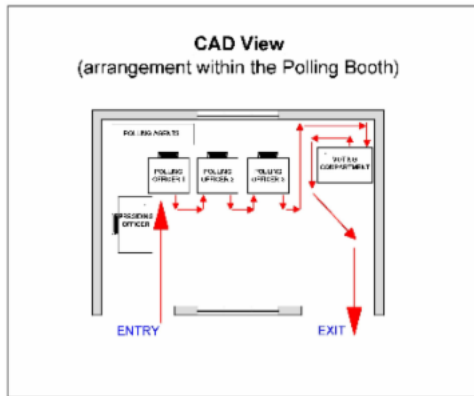 CAD View
(arrangement within the Polling Booth)
POLLING AGENTS
POLLING
OFFICER 1
POLLING
OFFICER 2
POLLING
OFFICER 3
VOTING
COMPARTMENT
PRESIDING
OFFICER
ENTRY
EXIT